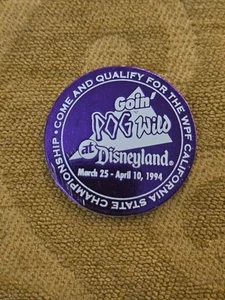 • COME AND QUALIFY FOR THE WPF CALIFORNIA STATE CHAMPIONSHIP
Goin'
POG Wild
at Disneyland®
March 25 - April 10, 1994